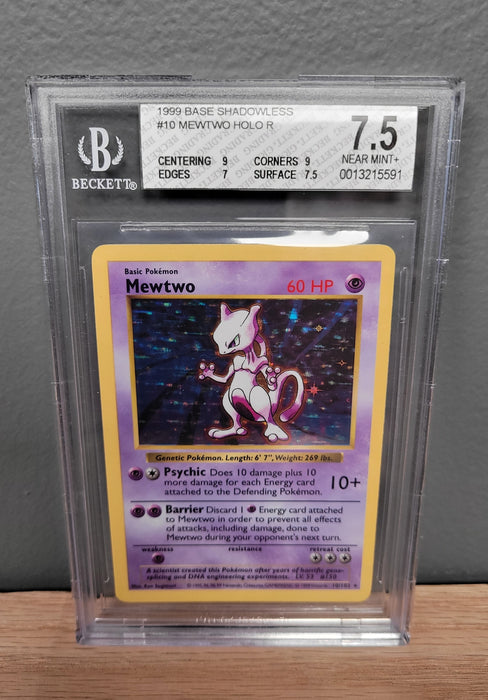 1999 BASE SHADOWLESS
#10 MEWTWO HOLO R
7.5
NEAR MINT+
CENTERING 9 CORNERS 9
EDGES 7 SURFACE 7.5
0013215591
B
BECKETT®
Basic Pokémon
Mewtwo 60 HP
Genetic Pokémon. Length: 6' 7", Weight: 269 lbs.
Psychic Does 10 damage plus 10
more damage for each Energy card
attached to the Defending Pokémon.
10+
Barrier Discard 1 Energy card attached
to Mewtwo in order to prevent all effects
of attacks, including damage, done to
Mewtwo during your opponent's next turn.
weakness resistance retreat cost
A scientist created this Pokémon after years of horrific gene-
splicing and DNA engineering experiments. LV. 53 #150
Illus. Ken Sugimori
10/102